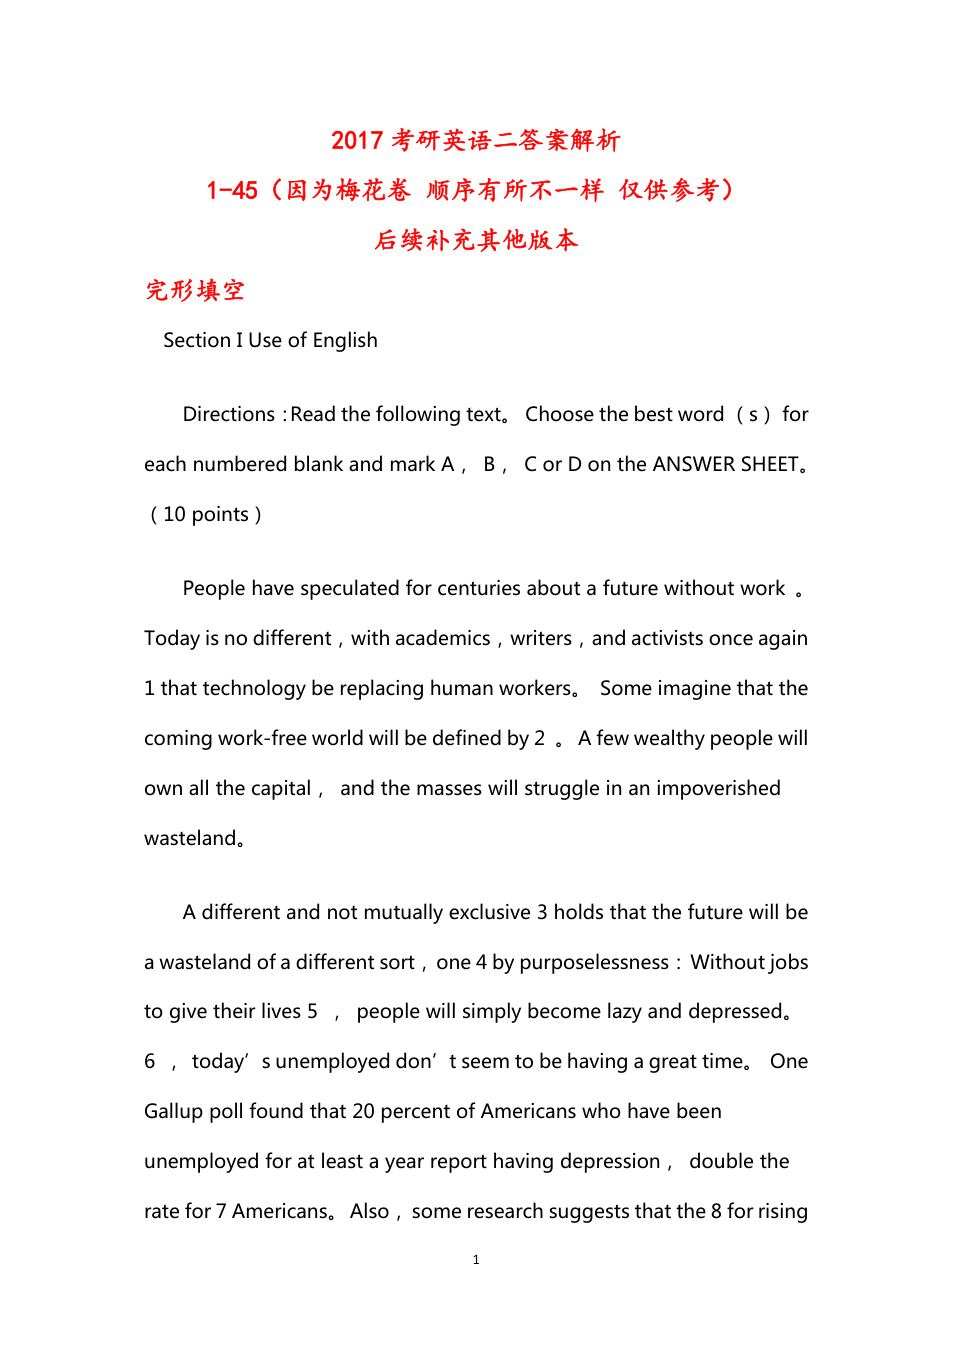 2017 考研英语二答案解析
1-45（因为梅花卷 顺序有所不一样 仅供参考）
后续补充其他版本
完形填空
Section I Use of English
Directions：Read the following text。 Choose the best word （s） for
each numbered blank and mark A， B， C or D on the ANSWER SHEET。
（10 points）
People have speculated for centuries about a future without work 。
Today is no different，with academics，writers，and activists once again
1 that technology be replacing human workers。 Some imagine that the
coming work-free world will be defined by 2 。 A few wealthy people will
own all the capital， and the masses will struggle in an impoverished
wasteland。
A different and not mutually exclusive 3 holds that the future will be
a wasteland of a different sort，one 4 by purposelessness：Without jobs
to give their lives 5 ， people will simply become lazy and depressed。
6 ，today’s unemployed don’t seem to be having a great time。 One
Gallup poll found that 20 percent of Americans who have been
unemployed for at least a year report having depression， double the
rate for 7 Americans。 Also，some research suggests that the 8 for rising
1